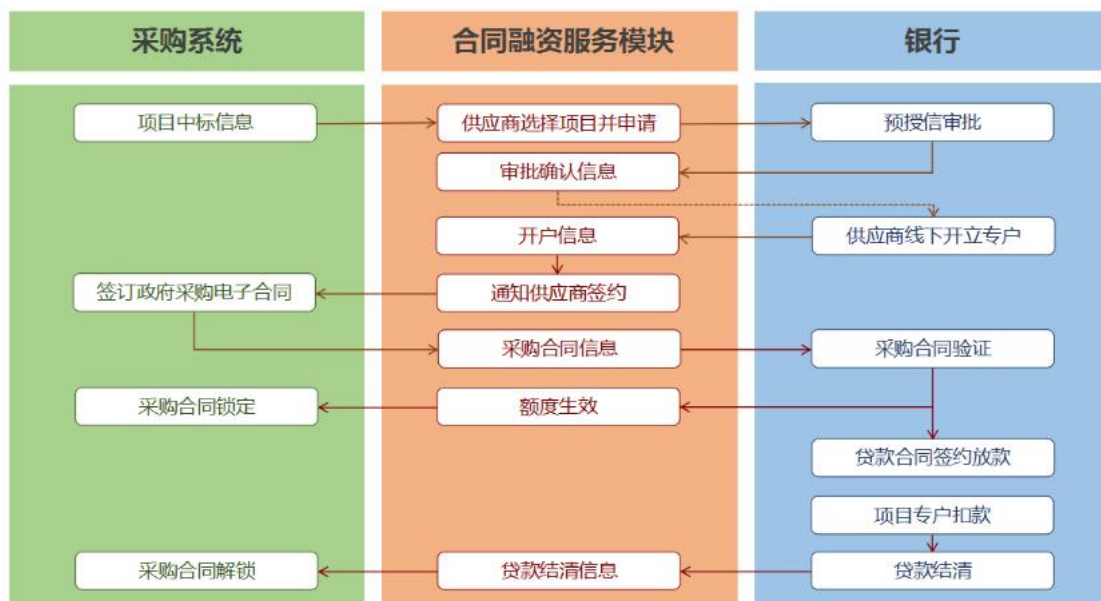 采购系统
合同融资服务模块
银行
项目中标信息
供应商选择项目并申请
预授信审批
审批确认信息
开户信息
供应商线下开立专户
签订政府采购电子合同
通知供应商签约
采购合同信息
采购合同验证
采购合同锁定
额度生效
贷款合同签约放款
项目专户扣款
采购合同解锁
贷款结清信息
贷款结清